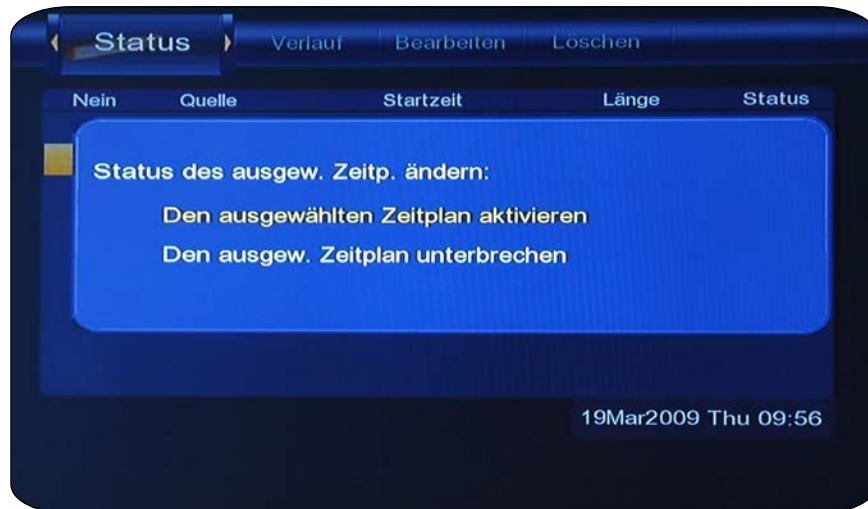 Status Verlauf Bearbeiten Löschen
Nein Quelle Startzeit Länge Status
Status des ausgew. Zeitp. ändern:
Den ausgewählten Zeitplan aktivieren
Den ausgew. Zeitplan unterbrechen
19Mar2009 Thu 09:56